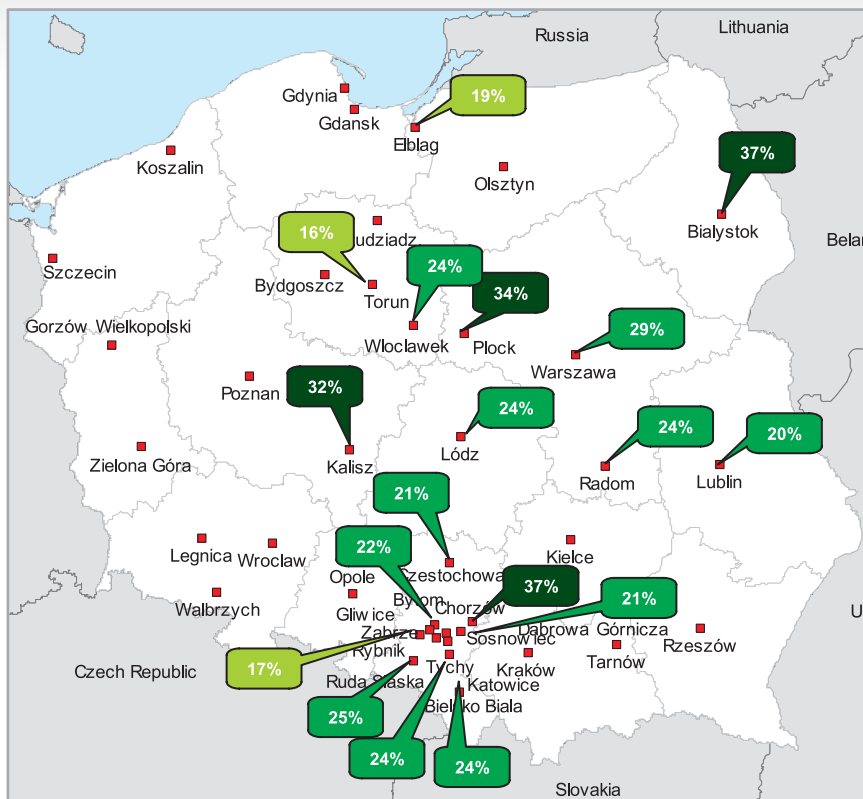 Lithuania
Russia
Gdynia
19%
Gdansk
Elblag
37%
Koszalin
Olsztyn
Bialystok
16%
udziadz
Belar
24%
Szczecin
Bydgoszcz
34%
Torun
Gorzów Wielkopolski
Wloclawek
Plock
29%
Warszawa
32%
Poznan
24%
24%
20%
Zielona Góra
Kalisz
Lódz
Radom
Lublin
21%
22%
Legnica
Wroclaw
Kielce
Opole
Czestochowa
37%
Walbrzych
Bytom
21%
Gliwice
Chorzów
U
Zabrze
Sosnowiec
Dabrowa Górnicza
Rzeszów
Rybnik
17%
Czech Republic
Tychy
Kraków
Tarnów
Ruda Slaska
Katowice
25%
Bielsko Biala
24%
24%
Slovakia